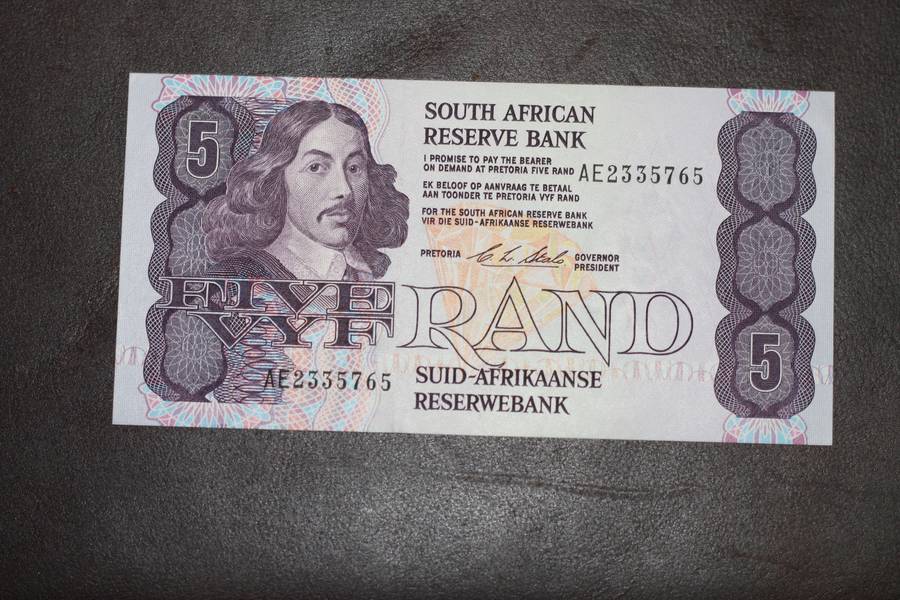 5
SOUTH AFRICAN
RESERVE BANK
I PROMISE TO PAY THE BEARER
ON DEMAND AT PRETORIA FIVE RAND AE2335765
EK BELOOF OP AANVRAAG TE BETAAL
AAN TOONDER TE PRETORIA VYF RAND
FOR THE SOUTH AFRICAN RESERVE BANK
VIR DIE SUID-AFRIKAANSE RESERWEBANK
PRETORIA
GOVERNOR
PRESIDENT
FIVE
VYF
RAND
5
AE2335765
SUID-AFRIKAANSE
RESERWEBANK